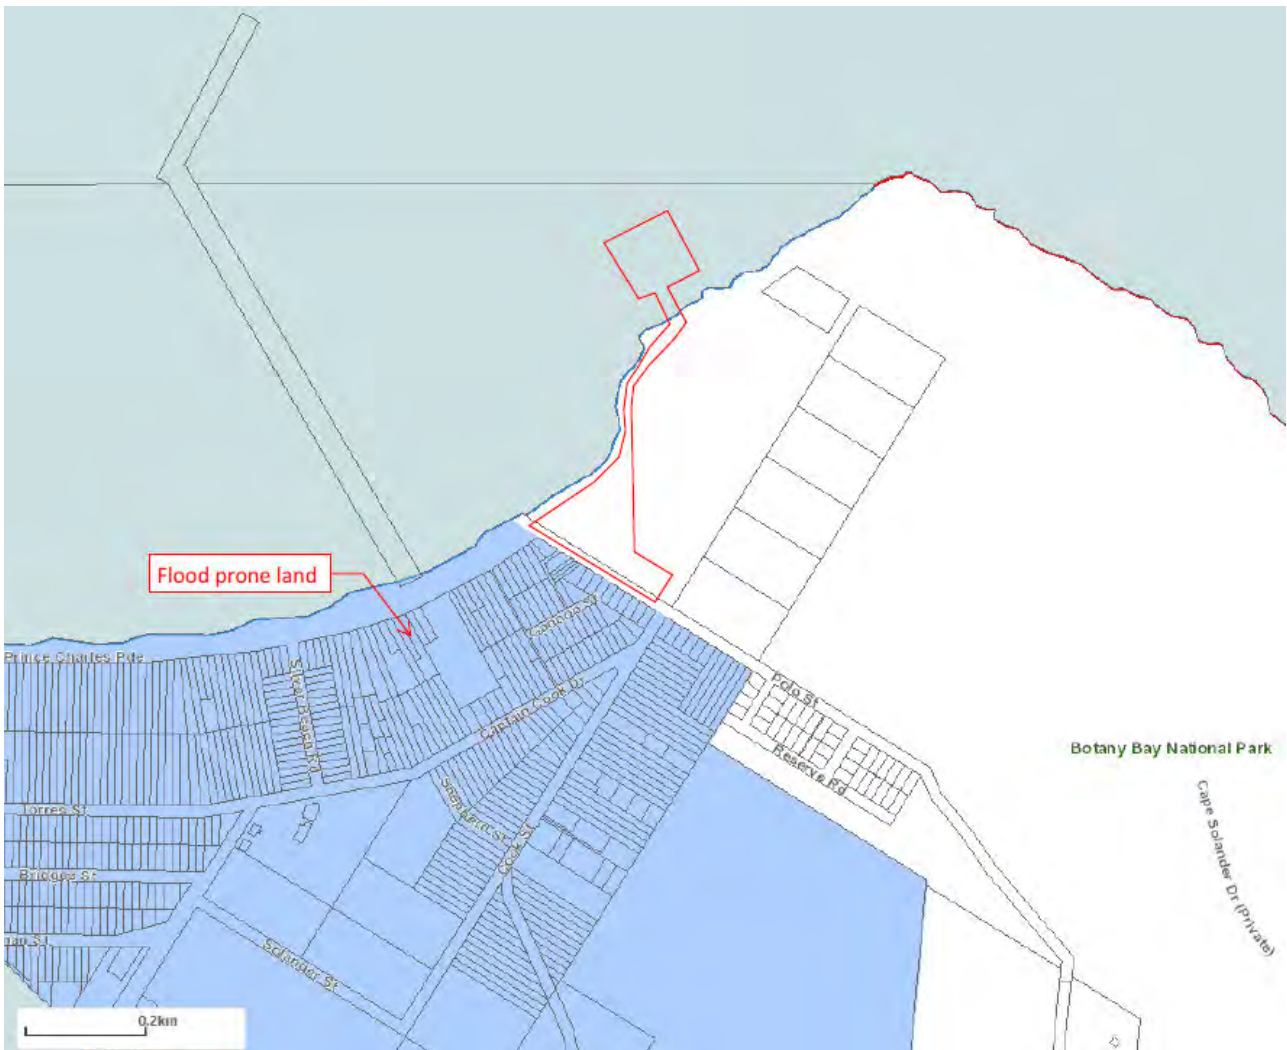 Flood prone land
Prince Charles Pde
Silver Beach Rd
Captain Cook Dr
Torres St
Bridges St
Cook St
Solander St
Polo St
Reserve Rd
Botany Bay National Park
Cape Solander Dr (Private)
0.2km